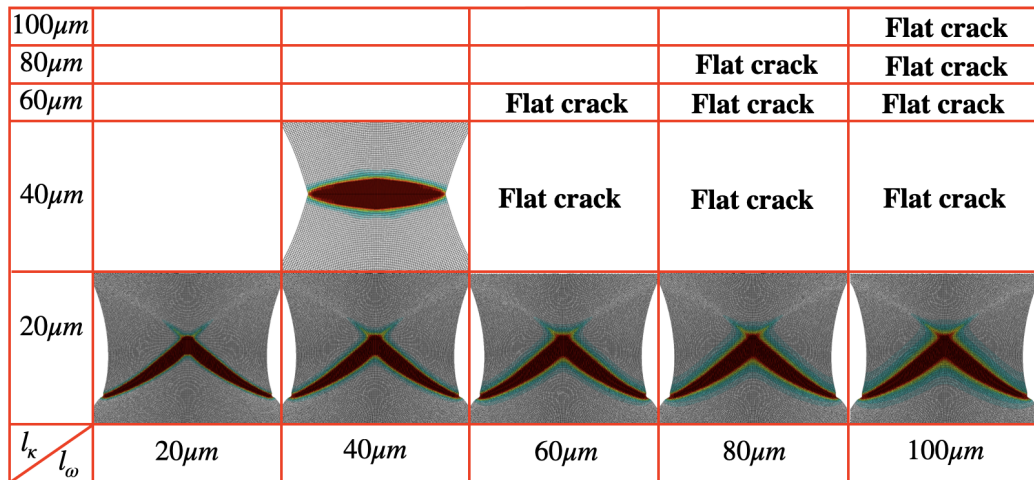 100μm Flat crack
80μm Flat crack Flat crack
60μm Flat crack Flat crack Flat crack
40μm Flat crack Flat crack Flat crack
20μm
lκ lω 20μm 40μm 60μm 80μm 100μm